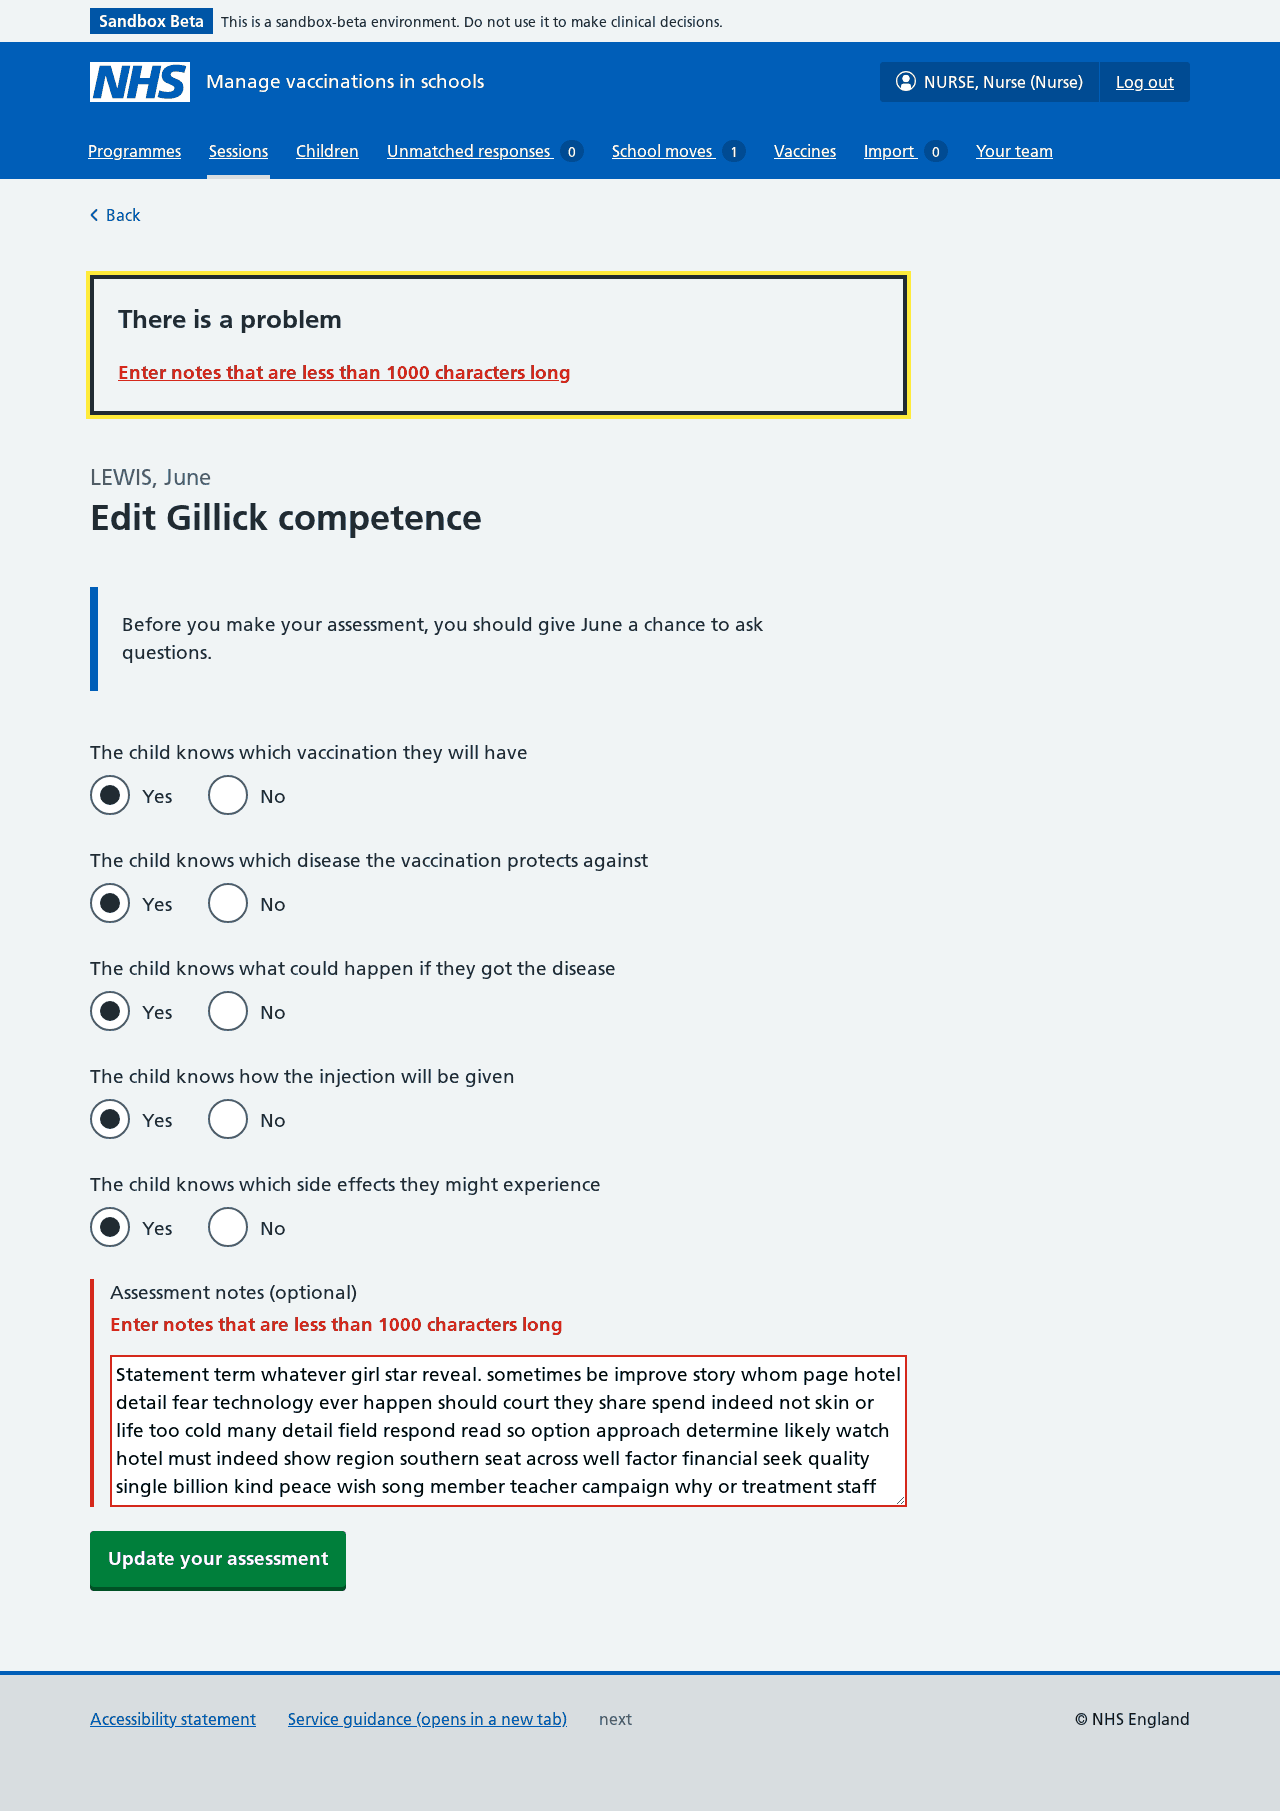 Sandbox Beta This is a sandbox-beta environment. Do not use it to make clinical decisions.
NHS Manage vaccinations in schools NURSE, Nurse (Nurse) Log out
Programmes Sessions Children Unmatched responses 0 School moves 1 Vaccines Import 0 Your team
Back
There is a problem
Enter notes that are less than 1000 characters long
LEWIS, June
Edit Gillick competence
Before you make your assessment, you should give June a chance to ask
questions.
The child knows which vaccination they will have
Yes No
The child knows which disease the vaccination protects against
Yes No
The child knows what could happen if they got the disease
Yes No
The child knows how the injection will be given
Yes No
The child knows which side effects they might experience
Yes No
Assessment notes (optional)
Enter notes that are less than 1000 characters long
Statement term whatever girl star reveal. sometimes be improve story whom page hotel
detail fear technology ever happen should court they share spend indeed not skin or
life too cold many detail field respond read so option approach determine likely watch
hotel must indeed show region southern seat across well factor financial seek quality
single billion kind peace wish song member teacher campaign why or treatment staff
Update your assessment
Accessibility statement Service guidance (opens in a new tab) next © NHS England